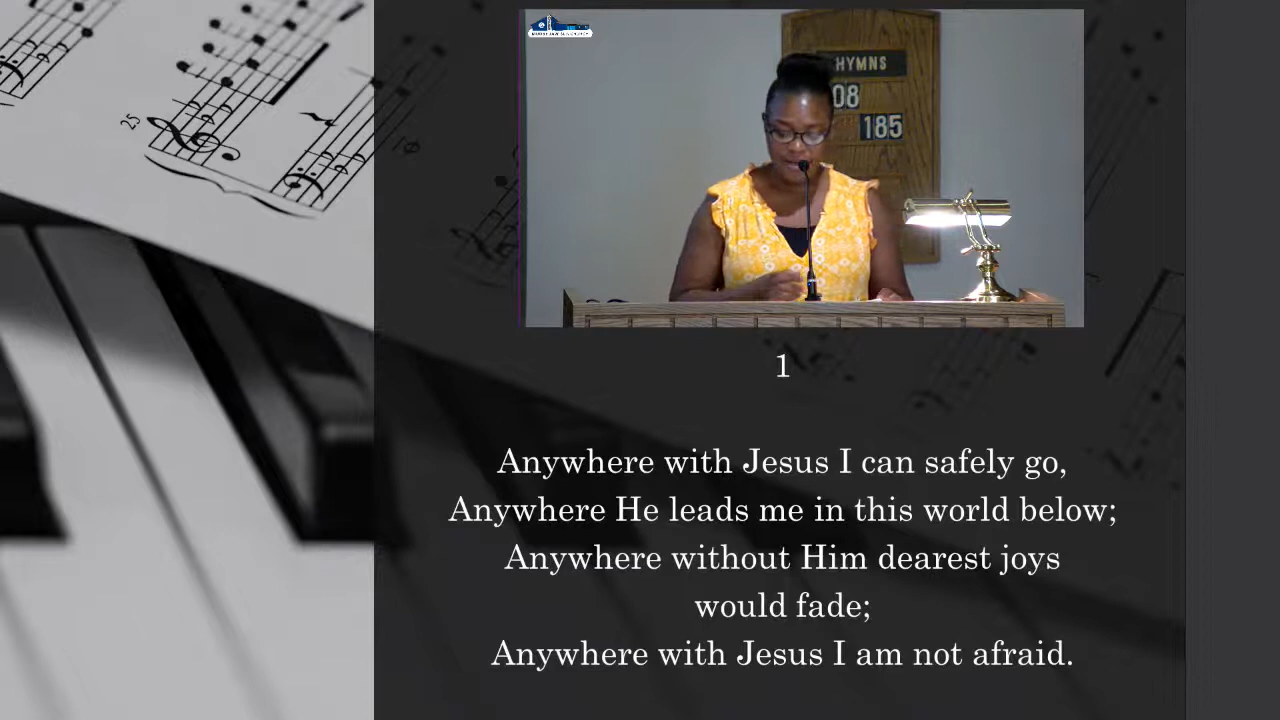 HYMNS
08
185
1
Anywhere with Jesus I can safely go,
Anywhere He leads me in this world below;
Anywhere without Him dearest joys
would fade;
Anywhere with Jesus I am not afraid.
25